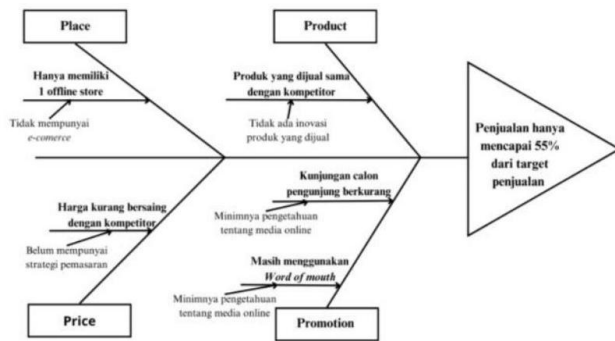 Place
Product
Hanya memiliki
1 offline store
Tidak mempunyai
e-comerce
Produk yang dijual sama
dengan kompetitor
Tidak ada inovasi
produk yang dijual
Penjualan hanya
mencapai 55%
dari target
penjualan
Harga kurang bersaing
dengan kompetitor
Belum mempunyai
strategi pemasaran
Kunjungan calon
pengunjung berkurang
Minimnya pengetahuan
tentang media online
Masih menggunakan
Word of mouth
Minimnya pengetahuan
tentang media online
Price
Promotion